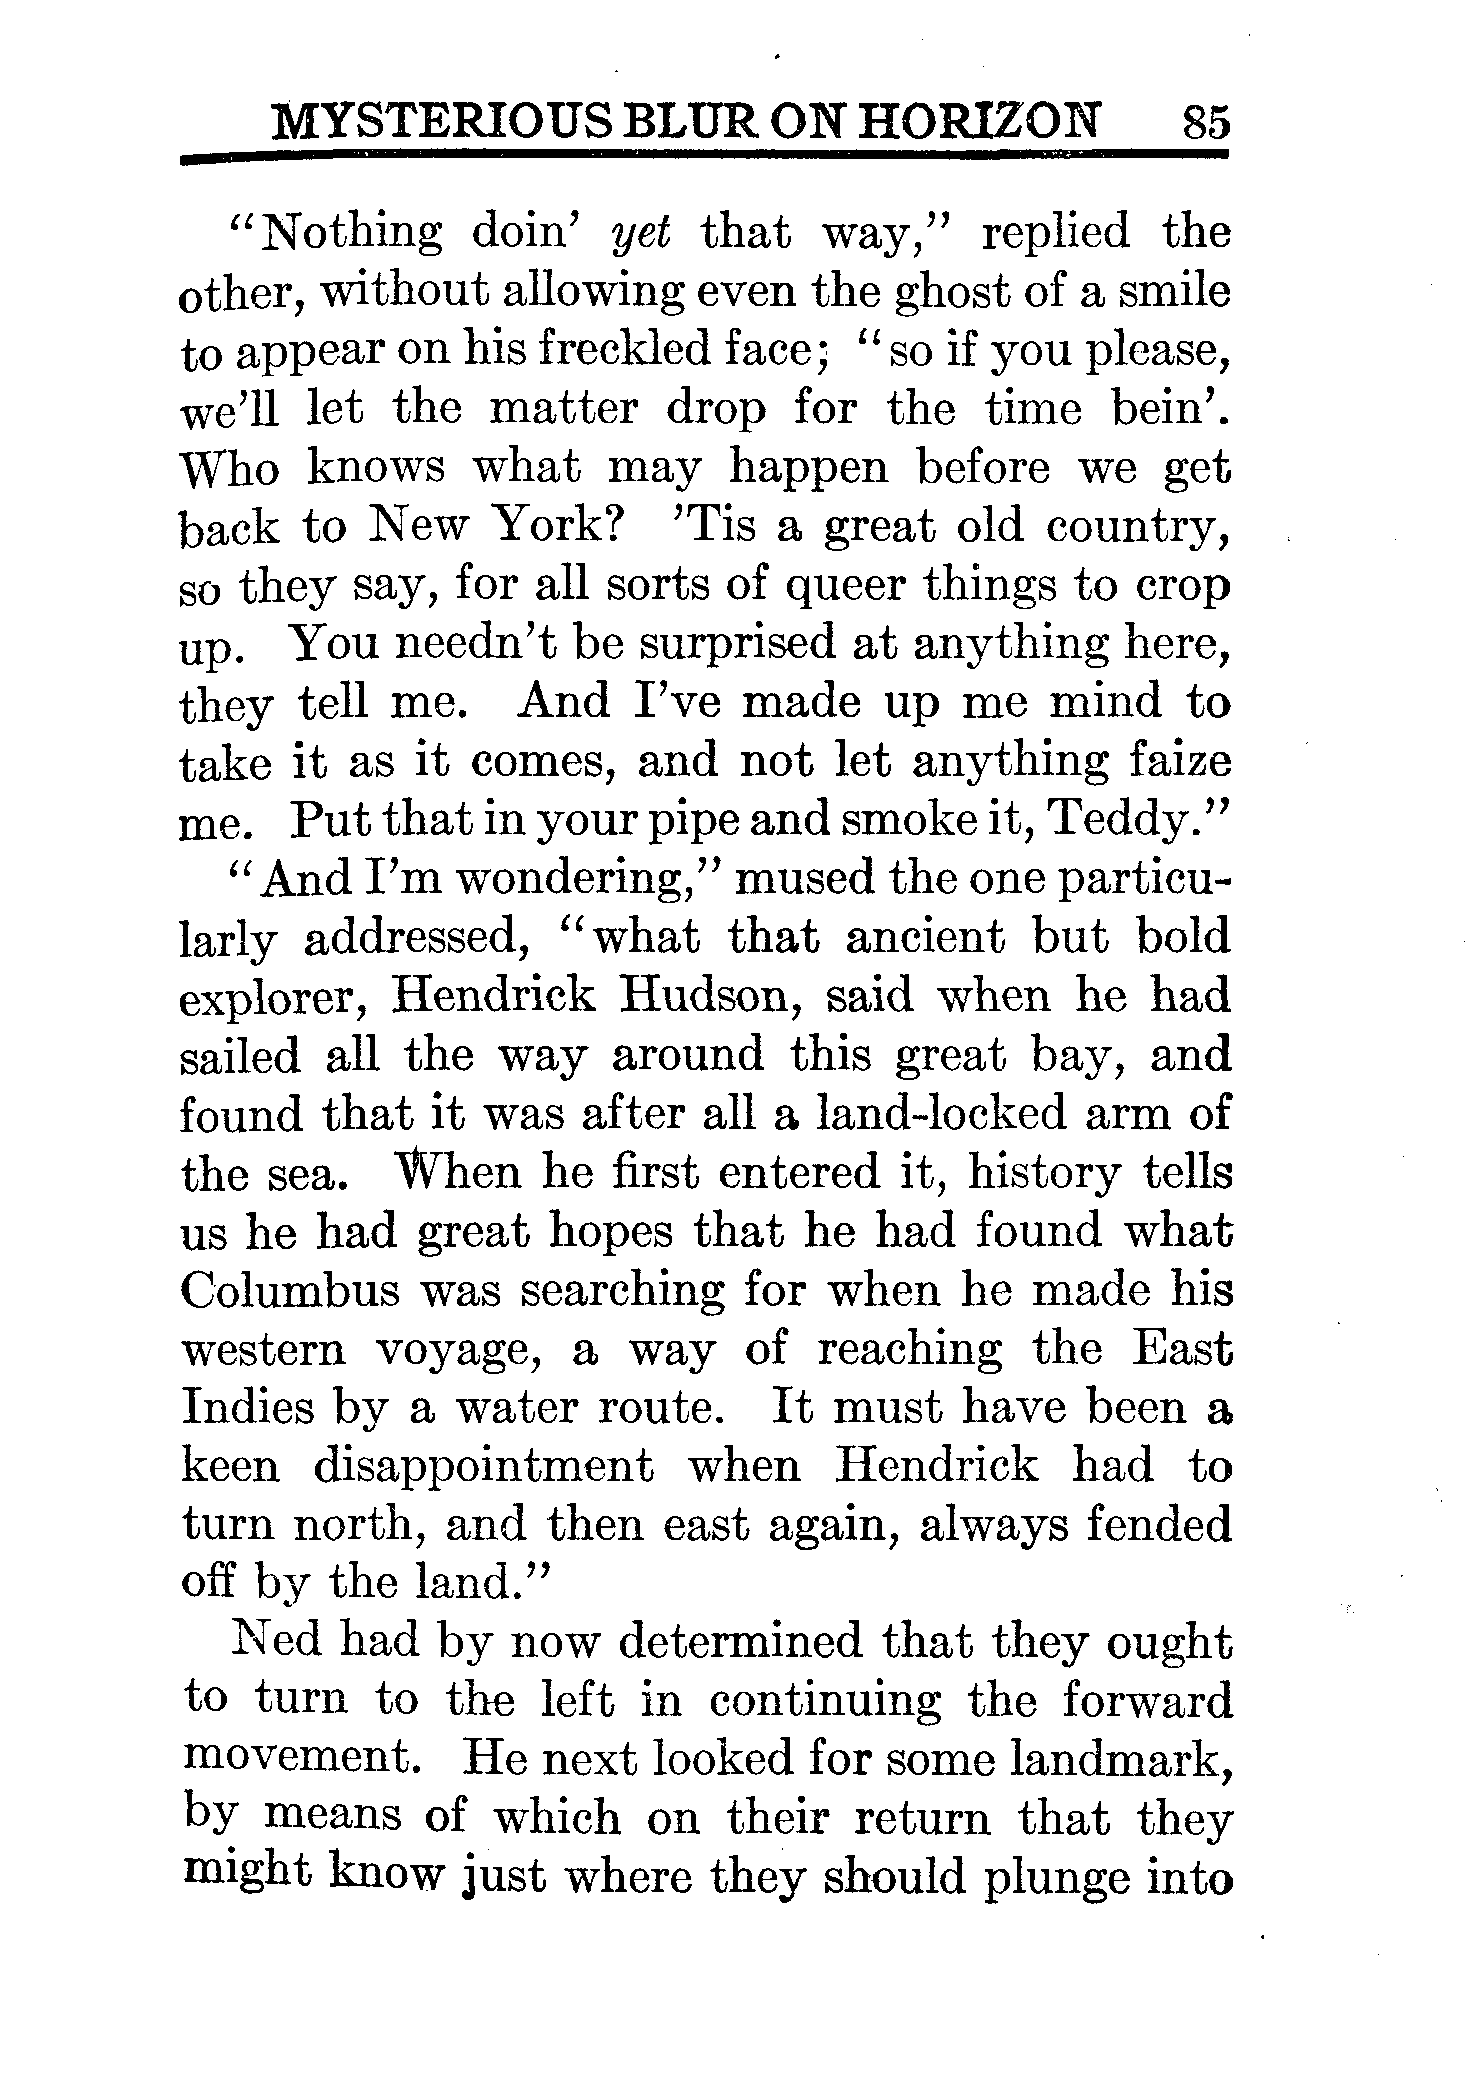 MYSTERIOUS BLUR ON HORIZON 85
"Nothing doin' yet that way," replied the
other, without allowing even the ghost of a smile
to appear on his freckled face; "so if you please,
we'll let the matter drop for the time bein'.
Who knows what may happen before we get
back to New York? 'Tis a great old country,
so they say, for all sorts of queer things to crop
up. You needn't be surprised at anything here,
they tell me. And I've made up me mind to
take it as it comes, and not let anything faize
me. Put that in your pipe and smoke it, Teddy."
"And I'm wondering," mused the one particu-
larly addressed, "what that ancient but bold
explorer, Hendrick Hudson, said when he had
sailed all the way around this great bay, and
found that it was after all a land-locked arm of
the sea. When he first entered it, history tells
us he had great hopes that he had found what
Columbus was searching for when he made his
western voyage, a way of reaching the East
Indies by a water route. It must have been a
keen disappointment when Hendrick had to
turn north, and then east again, always fended
off by the land."
Ned had by now determined that they ought
to turn to the left in continuing the forward
movement. He next looked for some landmark,
by means of which on their return that they
might know just where they should plunge into